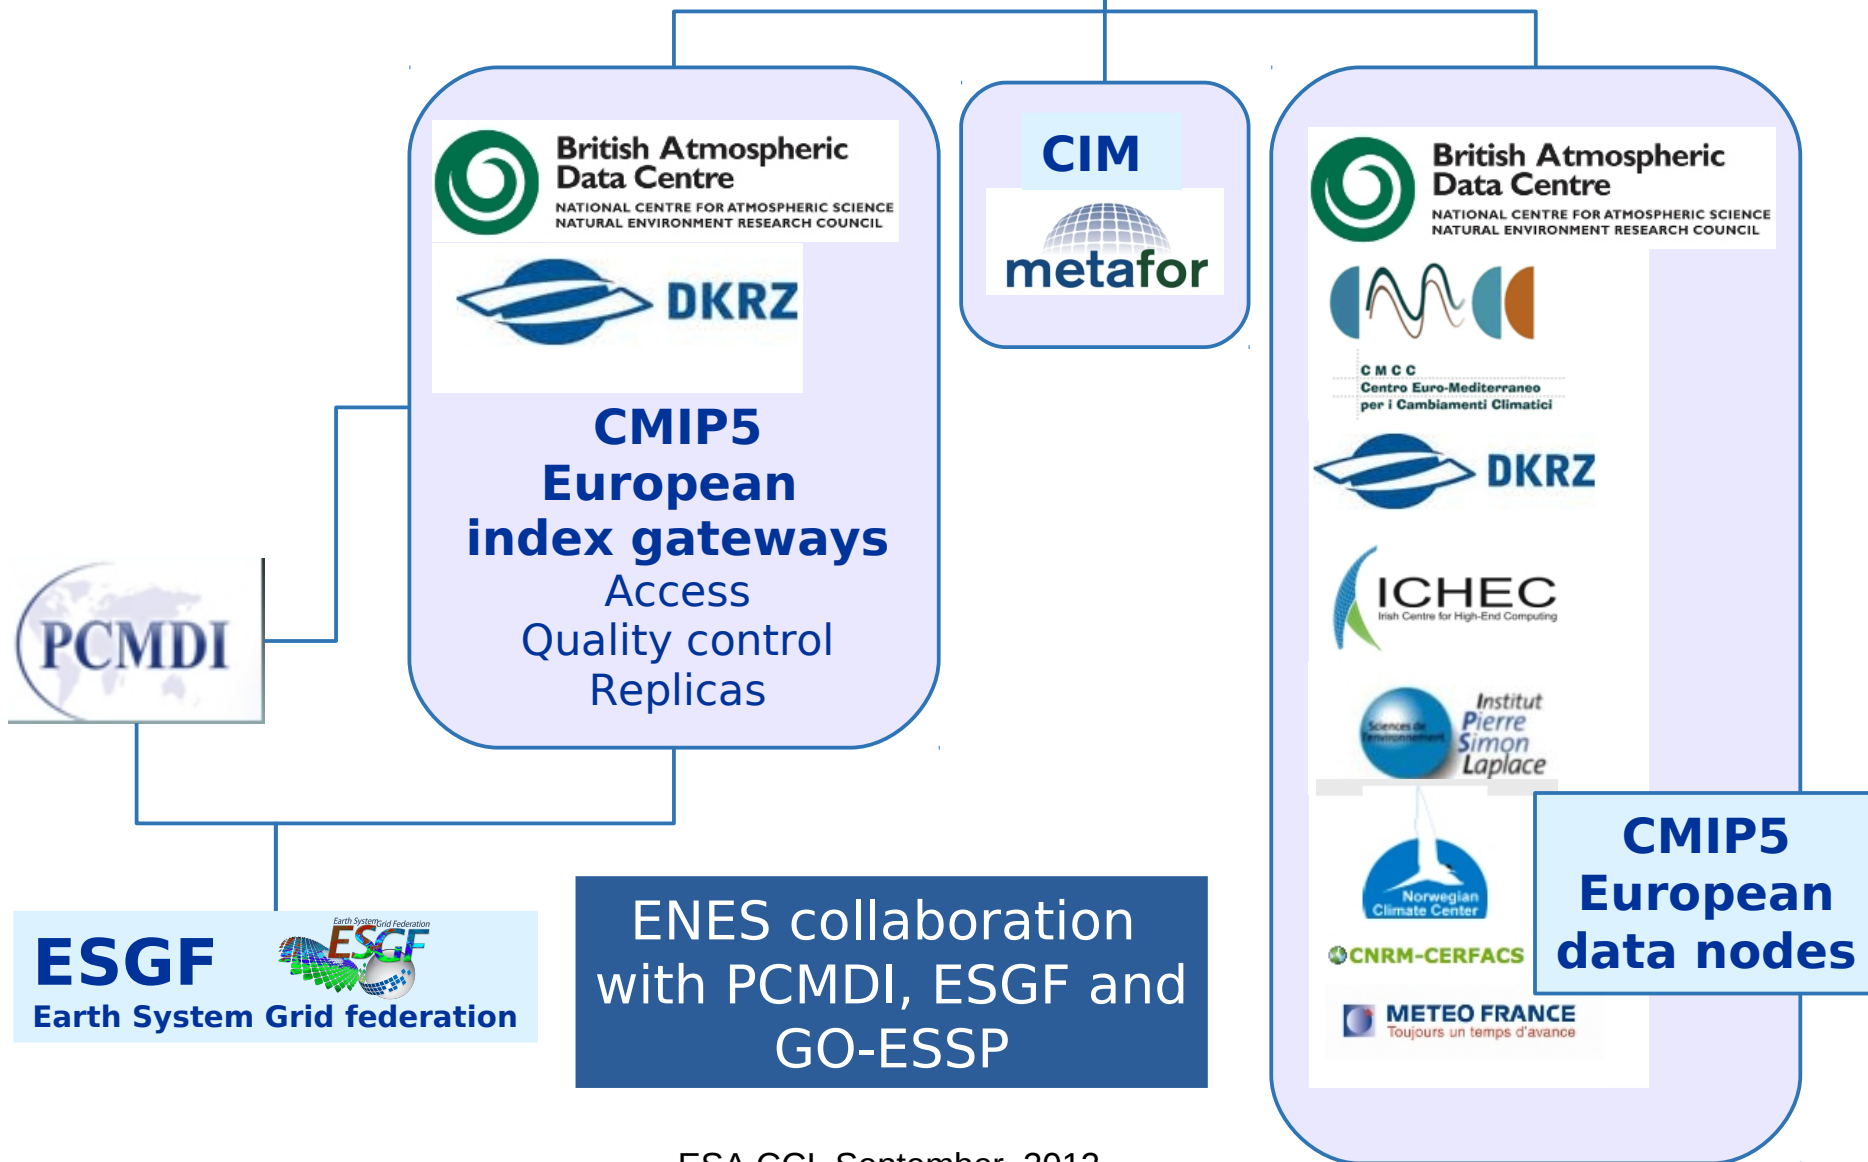 British Atmospheric
Data Centre
NATIONAL CENTRE FOR ATMOSPHERIC SCIENCE
NATURAL ENVIRONMENT RESEARCH COUNCIL
DKRZ
CMIP5
European
index gateways
Access
Quality control
Replicas
CIM
metafor
British Atmospheric
Data Centre
NATIONAL CENTRE FOR ATMOSPHERIC SCIENCE
NATURAL ENVIRONMENT RESEARCH COUNCIL
CMCC
Centro Euro-Mediterraneo
per i Cambiamenti Climatici
DKRZ
ICHEC
Irish Centre for High-End Computing
Sciences de
l'environnement
Institut
Pierre
Simon
Laplace
Norwegian
Climate Center
CNRM-CERFACS
METEO FRANCE
Toujours un temps d'avance
CMIP5
European
data nodes
PCMDI
ESGF
Earth System Grid Federation
ESGF
Earth System Grid federation
ENES collaboration
with PCMDI, ESGF and
GO-ESSP